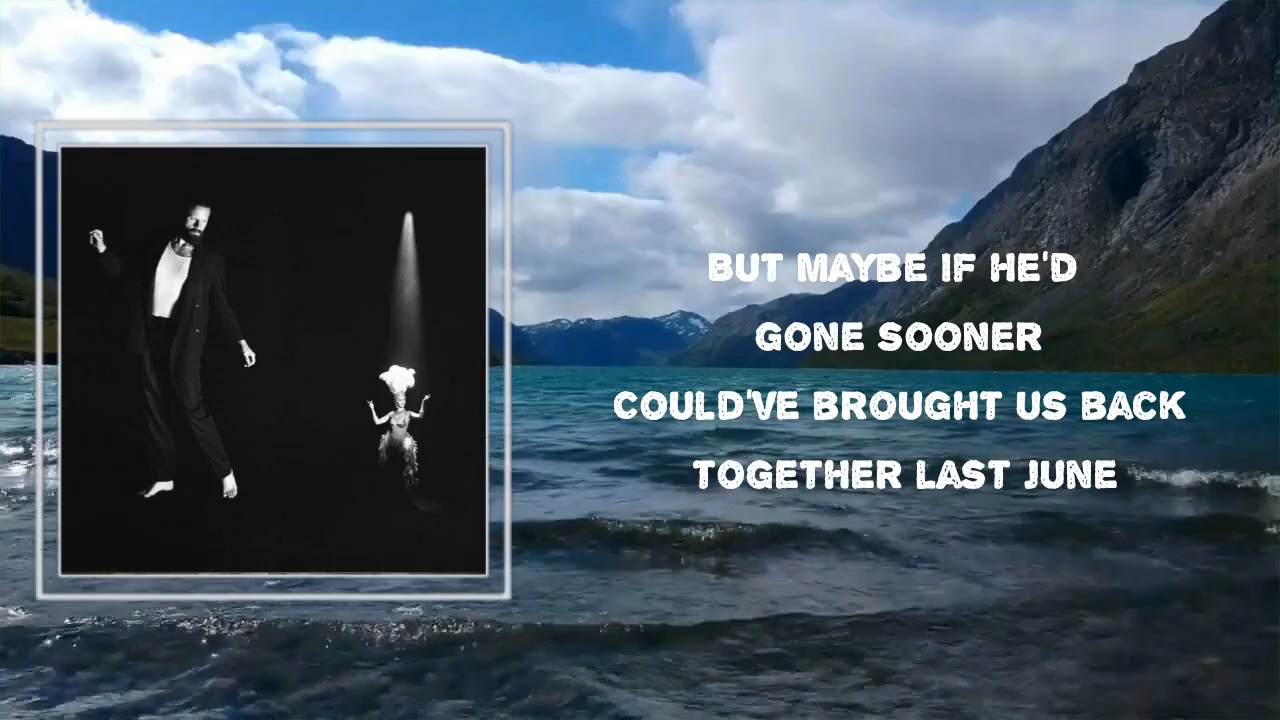 BUT MAYBE IF HE'D
GONE SOONER
COULD'VE BROUGHT US BACK
TOGETHER LAST JUNE